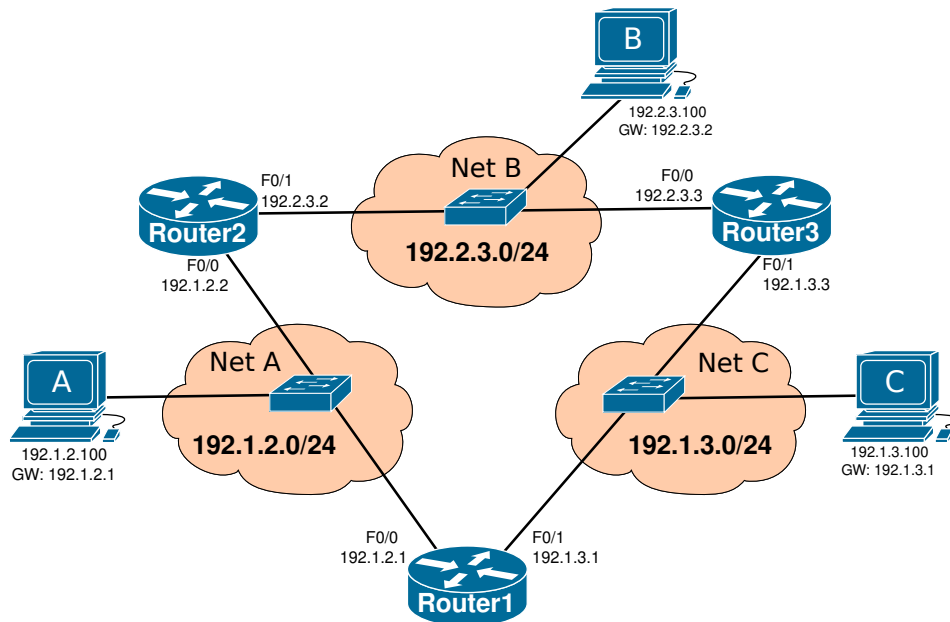 B
192.2.3.100
GW: 192.2.3.2
Net B
F0/1
192.2.3.2
F0/0
192.2.3.3
Router2
Router3
192.2.3.0/24
F0/0
192.1.2.2
F0/1
192.1.3.3
Net A
Net C
A
C
192.1.2.0/24
192.1.3.0/24
192.1.2.100
GW: 192.1.2.1
192.1.3.100
GW: 192.1.3.1
F0/0
192.1.2.1
F0/1
192.1.3.1
Router1